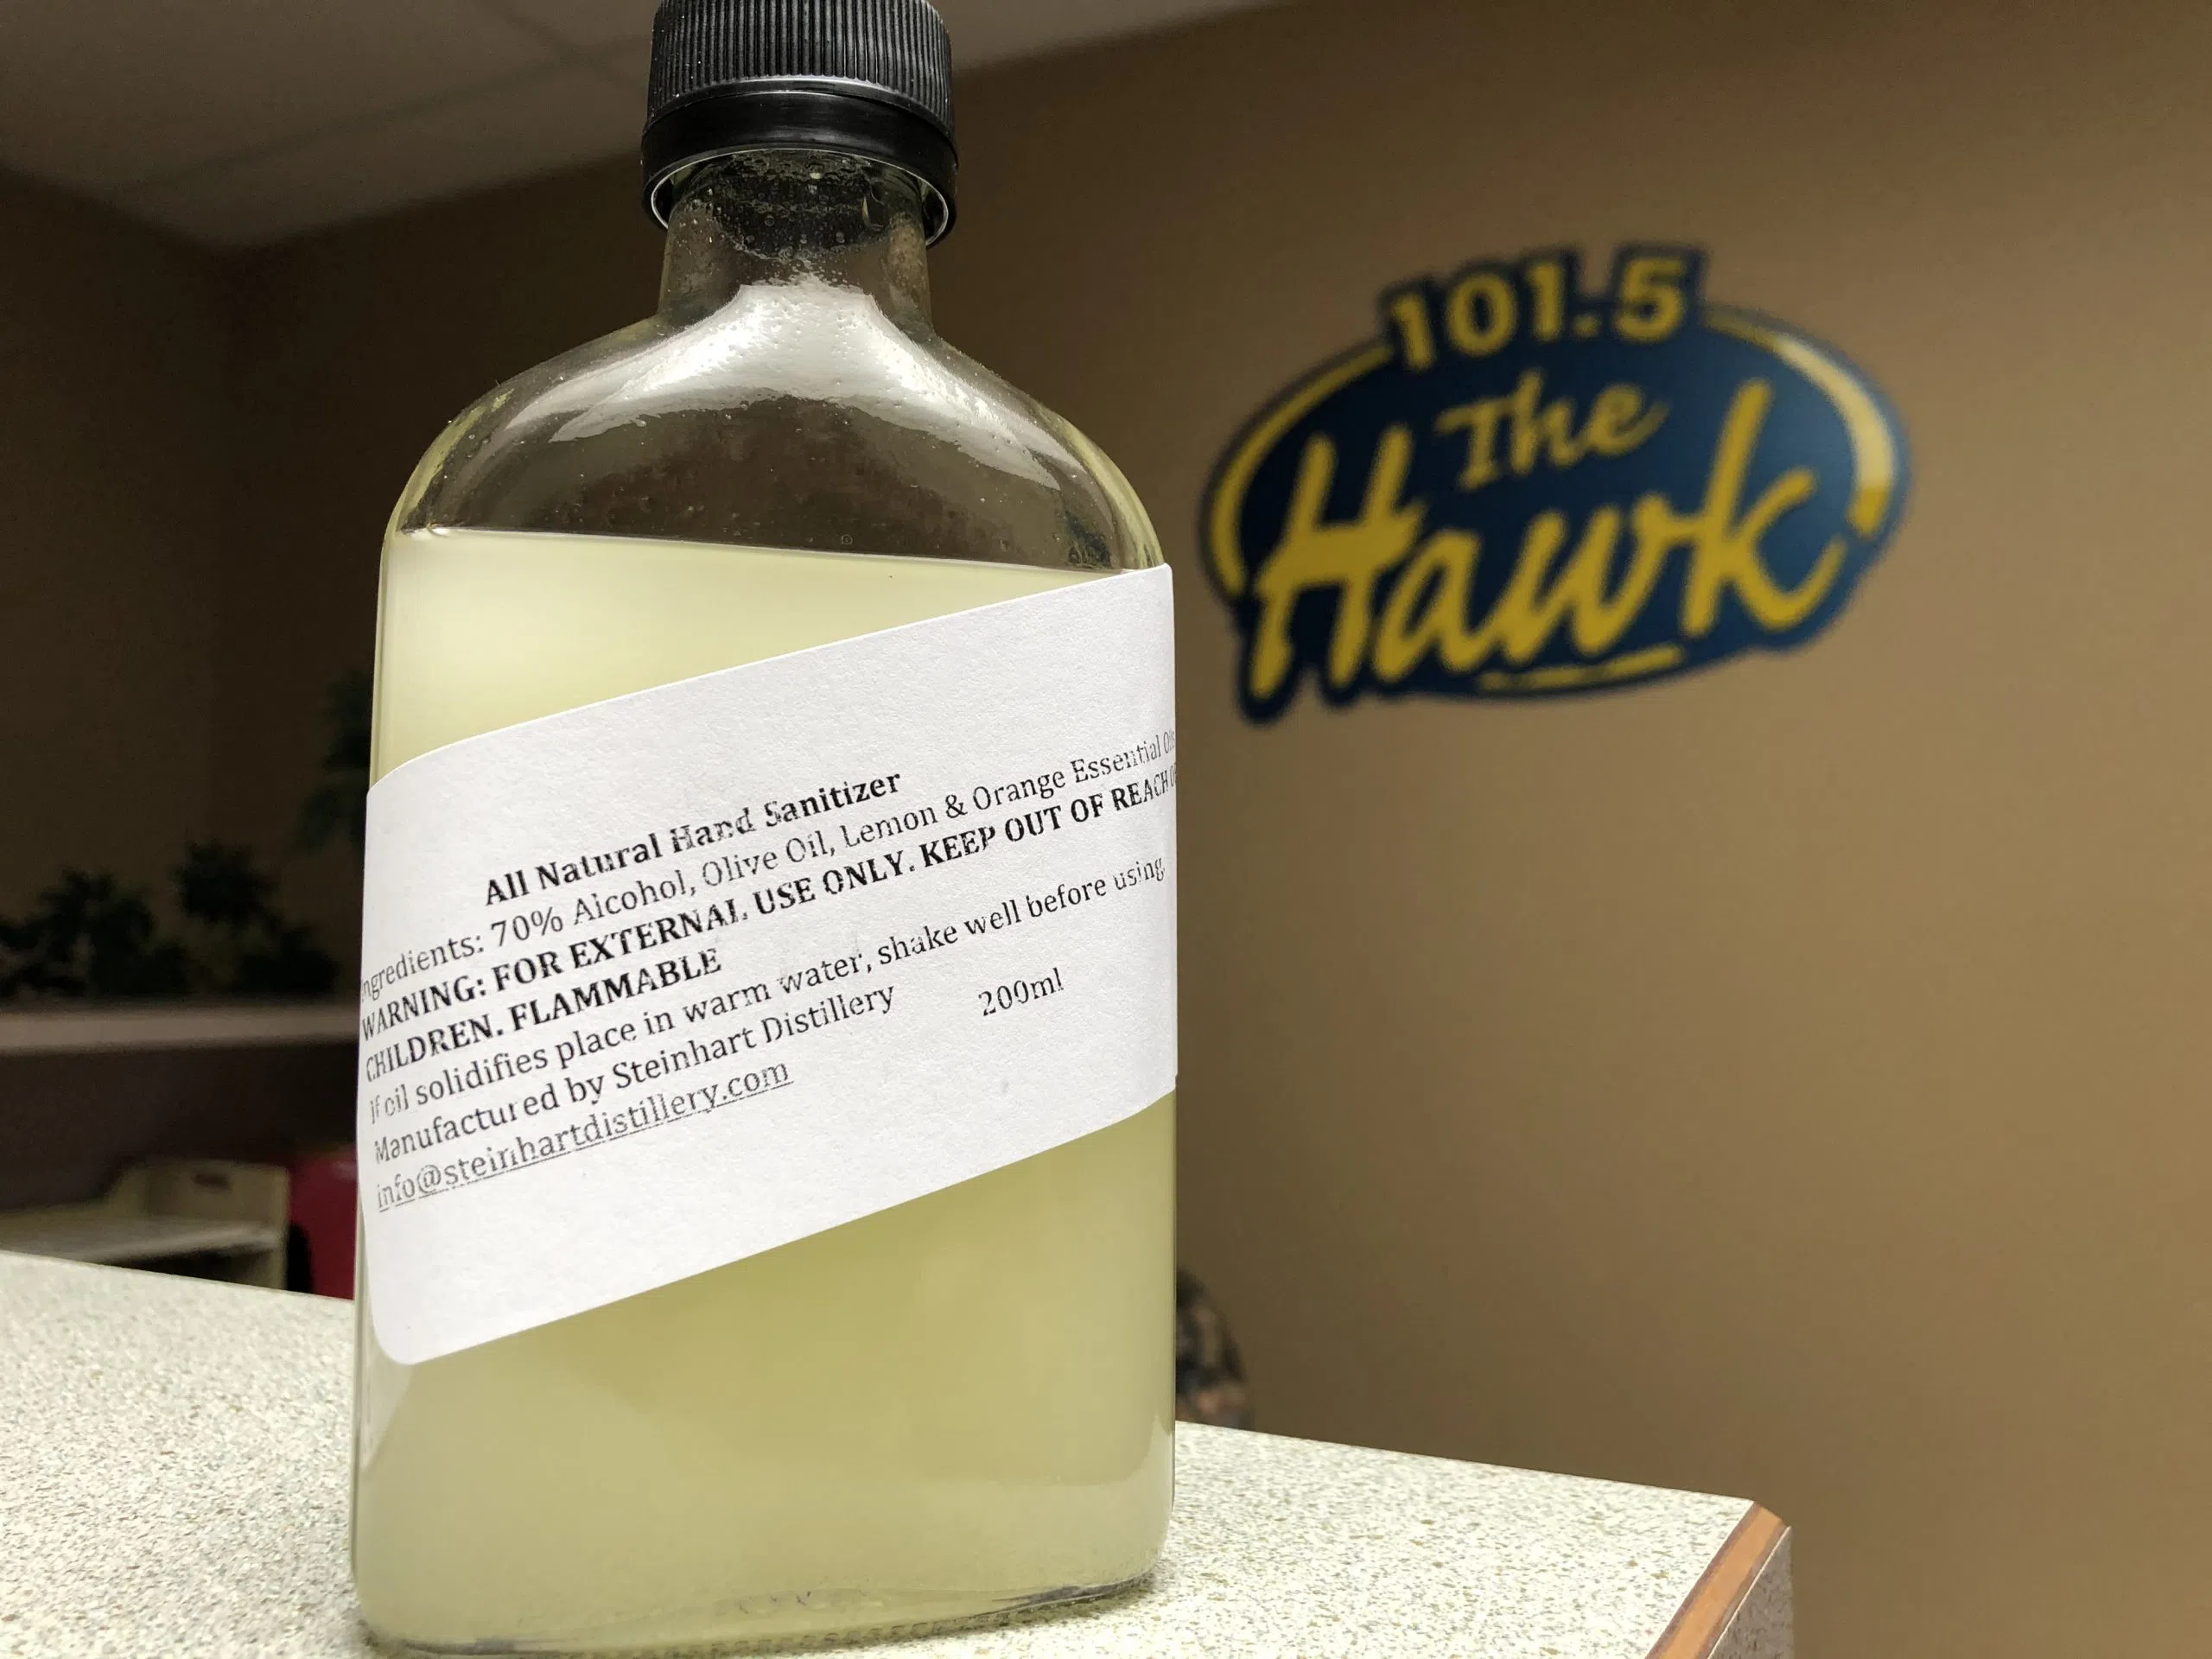 101.5
The
Hawk
All Natural Hand Sanitizer
Ingredients: 70% Alcohol, Olive Oil, Lemon & Orange Essential
WARNING: FOR EXTERNAL USE ONLY. KEEP OUT OF REACH
CHILDREN. FLAMMABLE
If oil solidifies place in warm water, shake well before using.
Manufactured by Steinhart Distillery 200ml
info@steinhartdistillery.com